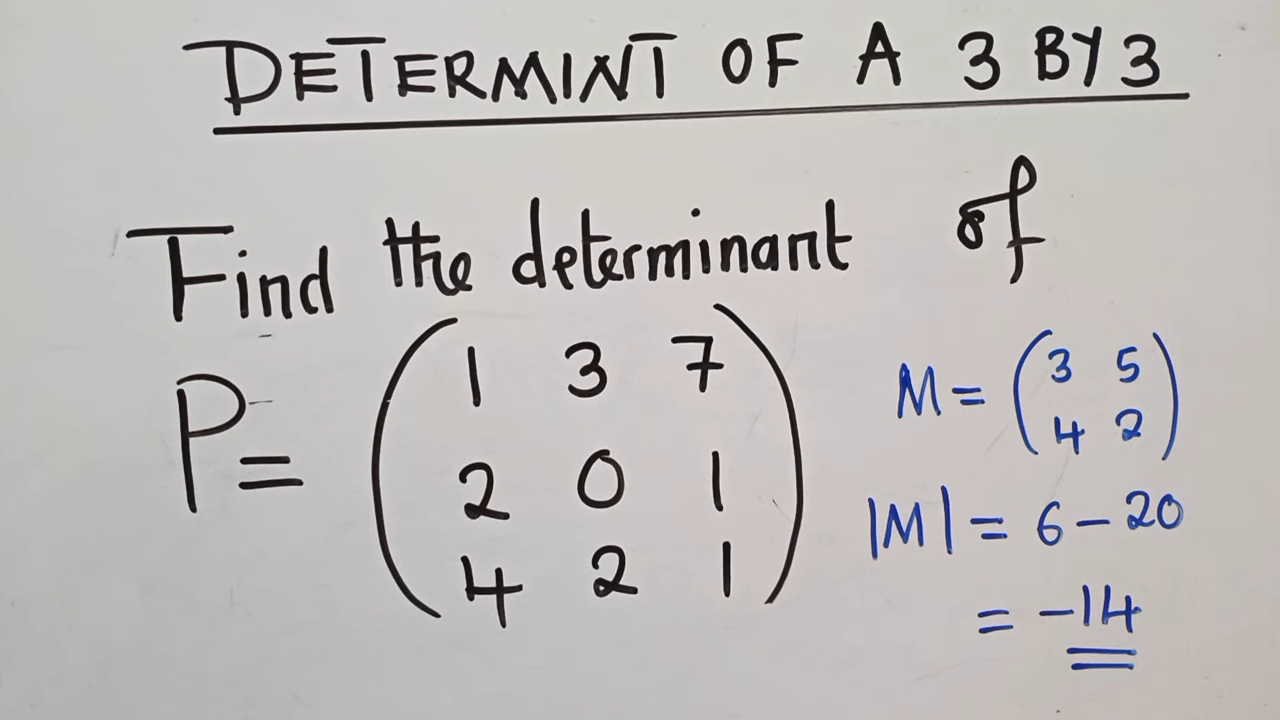 DETERMINT OF A 3 BY 3
Find the determinant of
P= ( 1 3 7
2 0 1
4 2 1 )
M = ( 3 5
4 2 )
|M| = 6 - 20
= -14